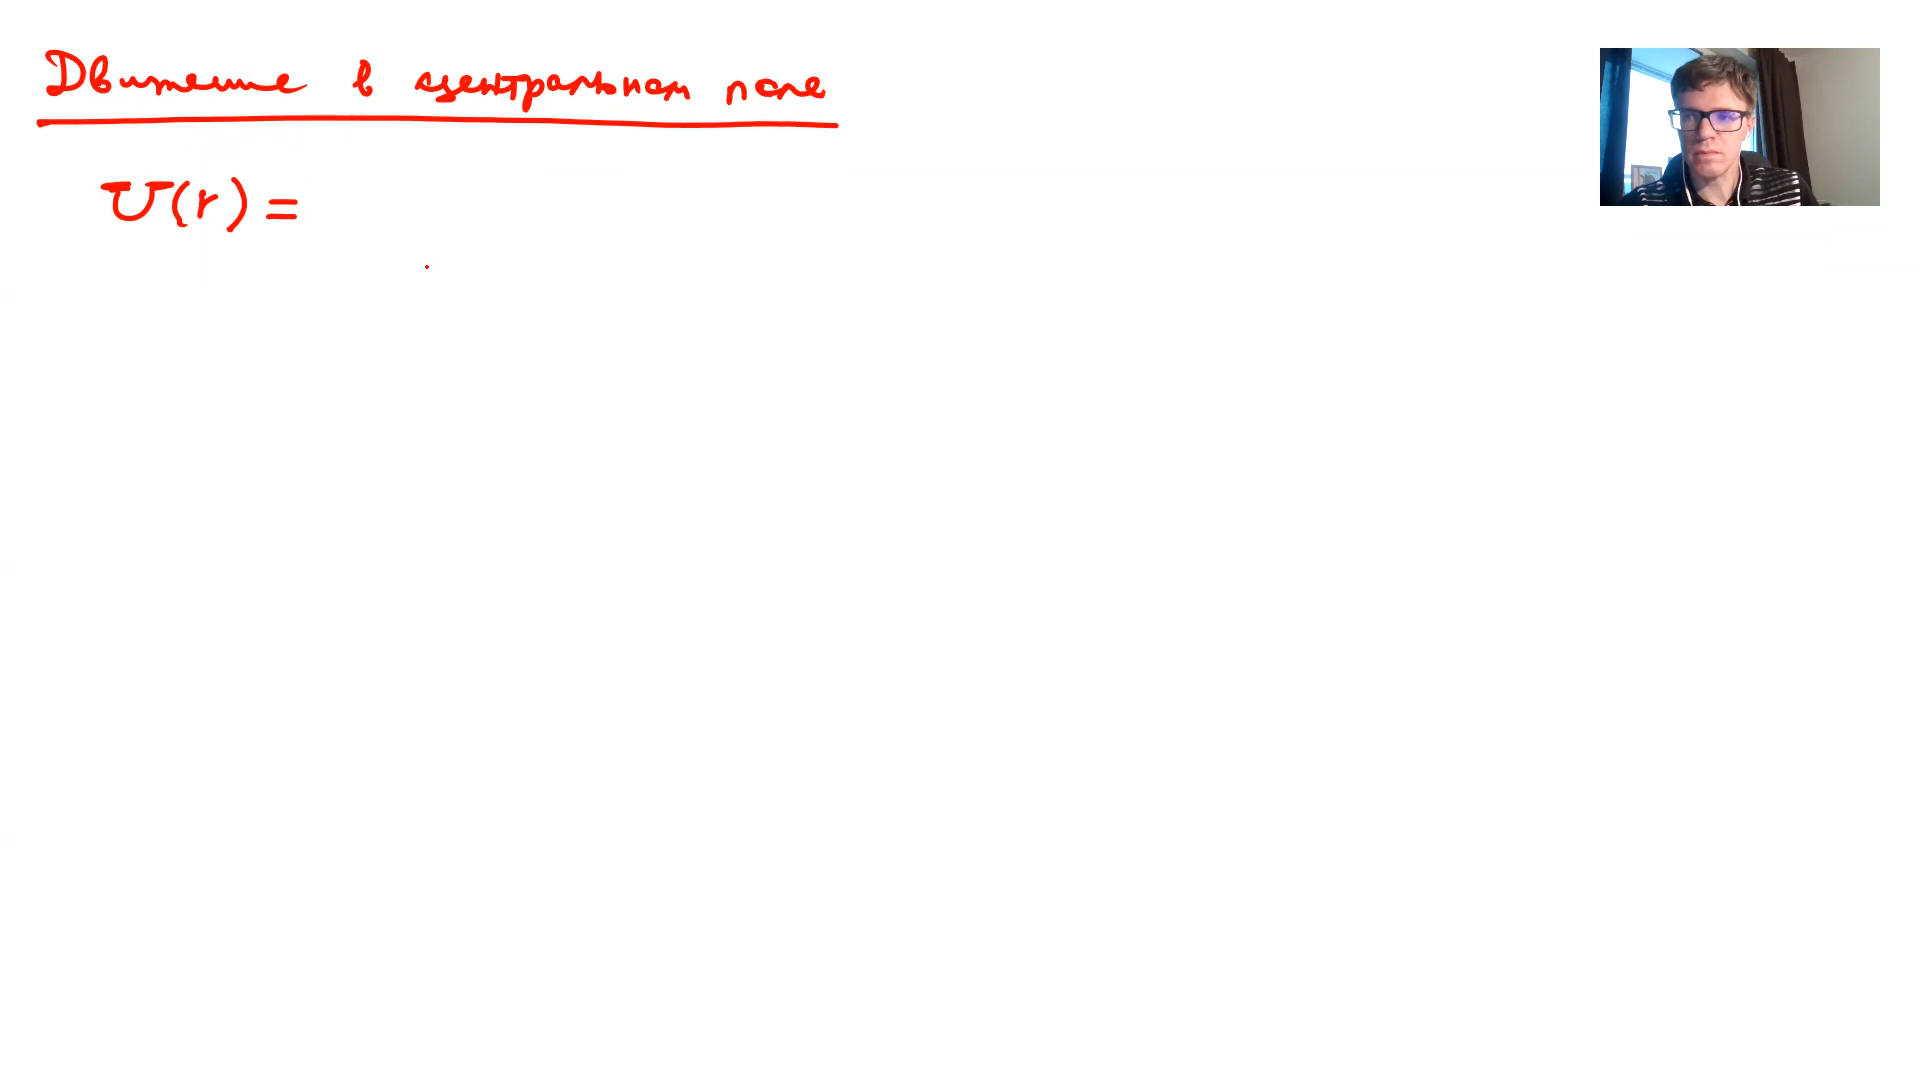 Движение в центральном поле
U(r) =